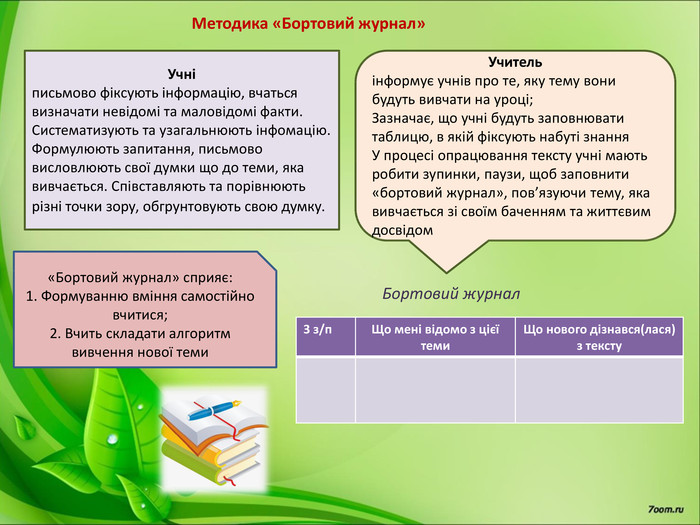 Методика «Бортовий журнал»
Учні
письмово фіксують інформацію, вчаться
визначати невідомі та маловідомі факти.
Систематизують та узагальнюють інфомацію.
Формулюють запитання, письмово
висловлюють свої думки що до теми, яка
вивчається. Співставляють та порівнюють
різні точки зору, обгрунтовують свою думку.
Учитель
інформує учнів про те, яку тему вони
будуть вивчати на уроці;
Зазначає, що учні будуть заповнювати
таблицю, в якій фіксують набуті знання
У процесі опрацювання тексту учні мають
робити зупинки, паузи, щоб заповнити
«бортовий журнал», пов’язуючи тему, яка
вивчається зі своїм баченням та життєвим
досвідом
«Бортовий журнал» сприяє:
1. Формуванню вміння самостійно
вчитися;
2. Вчить складати алгоритм
вивчення нової теми
Бортовий журнал
З з/п
Що мені відомо з цієї
теми
Що нового дізнався(лася)
з тексту
7oom.ru